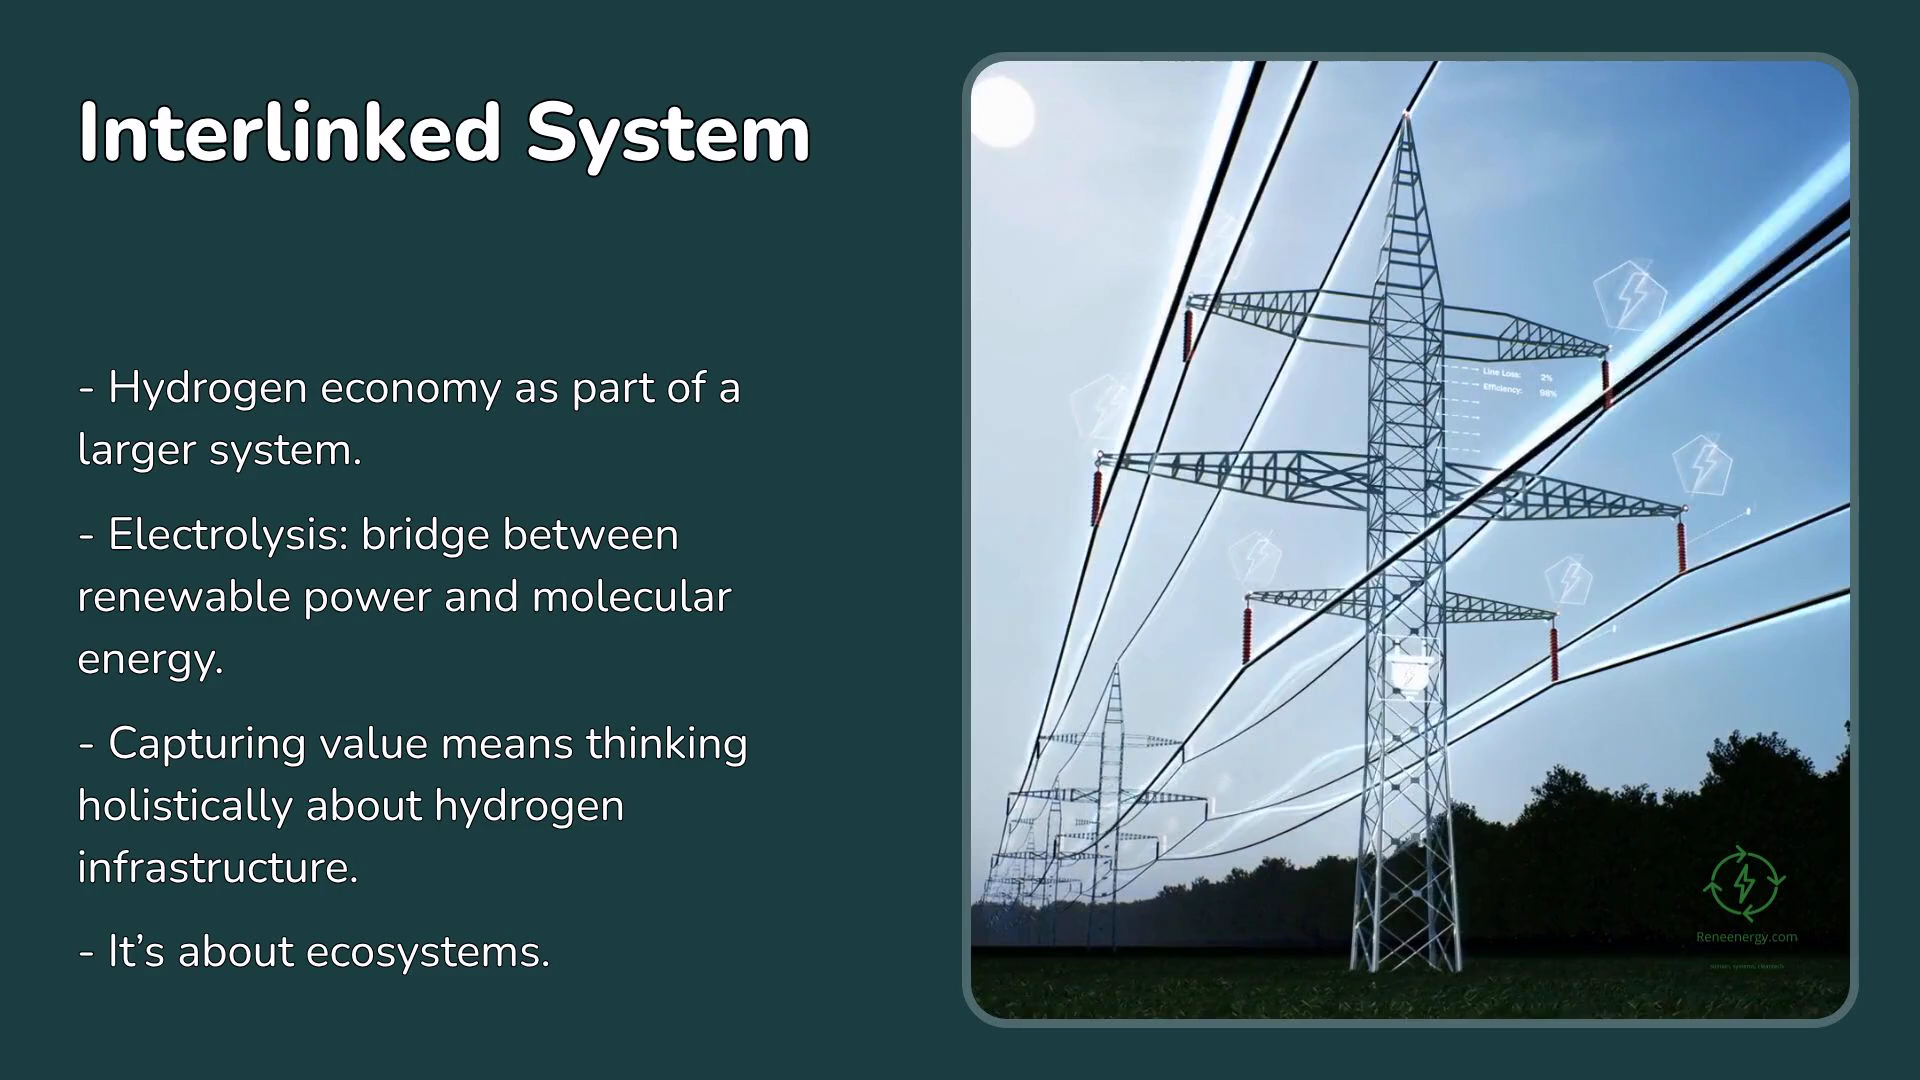 Interlinked System
- Hydrogen economy as part of a
larger system.
- Electrolysis: bridge between
renewable power and molecular
energy.
- Capturing value means thinking
holistically about hydrogen
infrastructure.
- It’s about ecosystems.
Line Loss: 2%
Efficiency: 98%
Reneenergy.com